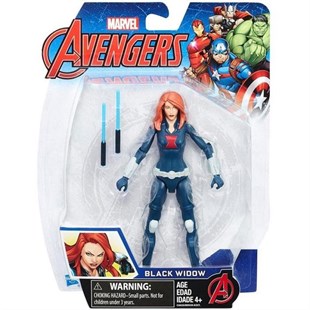 MARVEL
AVENGERS
BLACK WIDOW
WARNING:
CHOKING HAZARD—Small parts. Not for
children under 3 years.
AGE
EDAD
IDADE 4+